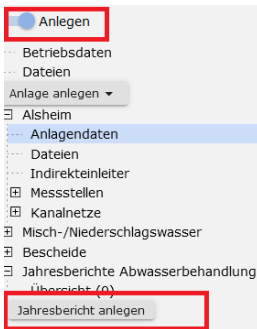 Anlegen
Betriebsdaten
Dateien
Anlage anlegen
Alsheim
Anlagendaten
Dateien
Indirekteinleiter
Messstellen
Kanalnetze
Misch-/Niederschlagswasser
Bescheide
Jahresberichte Abwasserbehandlung
Übersicht (0)
Jahresbericht anlegen